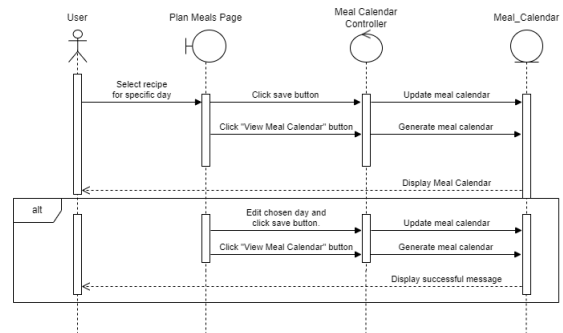 User
Plan Meals Page
Meal Calendar
Controller
Meal_Calendar
Select recipe
for specific day
Click save button
Update meal calendar
Click "View Meal Calendar" button
Generate meal calendar
Display Meal Calendar
alt
Edit chosen day and
click save button.
Update meal calendar
Click "View Meal Calendar" button
Generate meal calendar
Display successful message